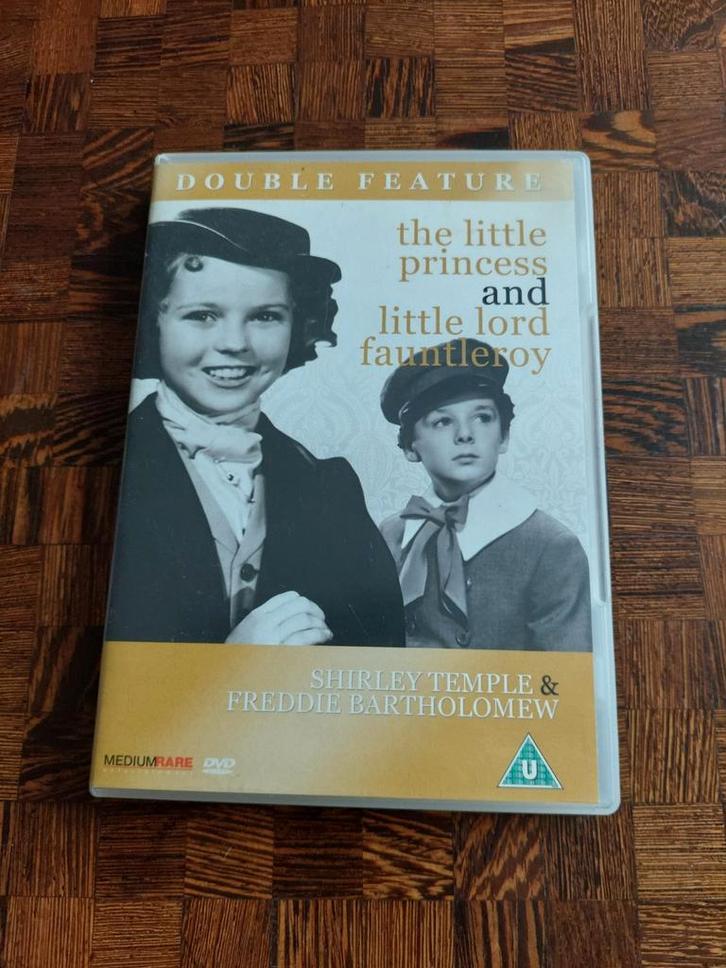 DOUBLE FEATURE
the little
princess
and
little lord
fauntleroy
SHIRLEY TEMPLE &
FREDDIE BARTHOLOMEW
MEDIUMRARE
DVD
U